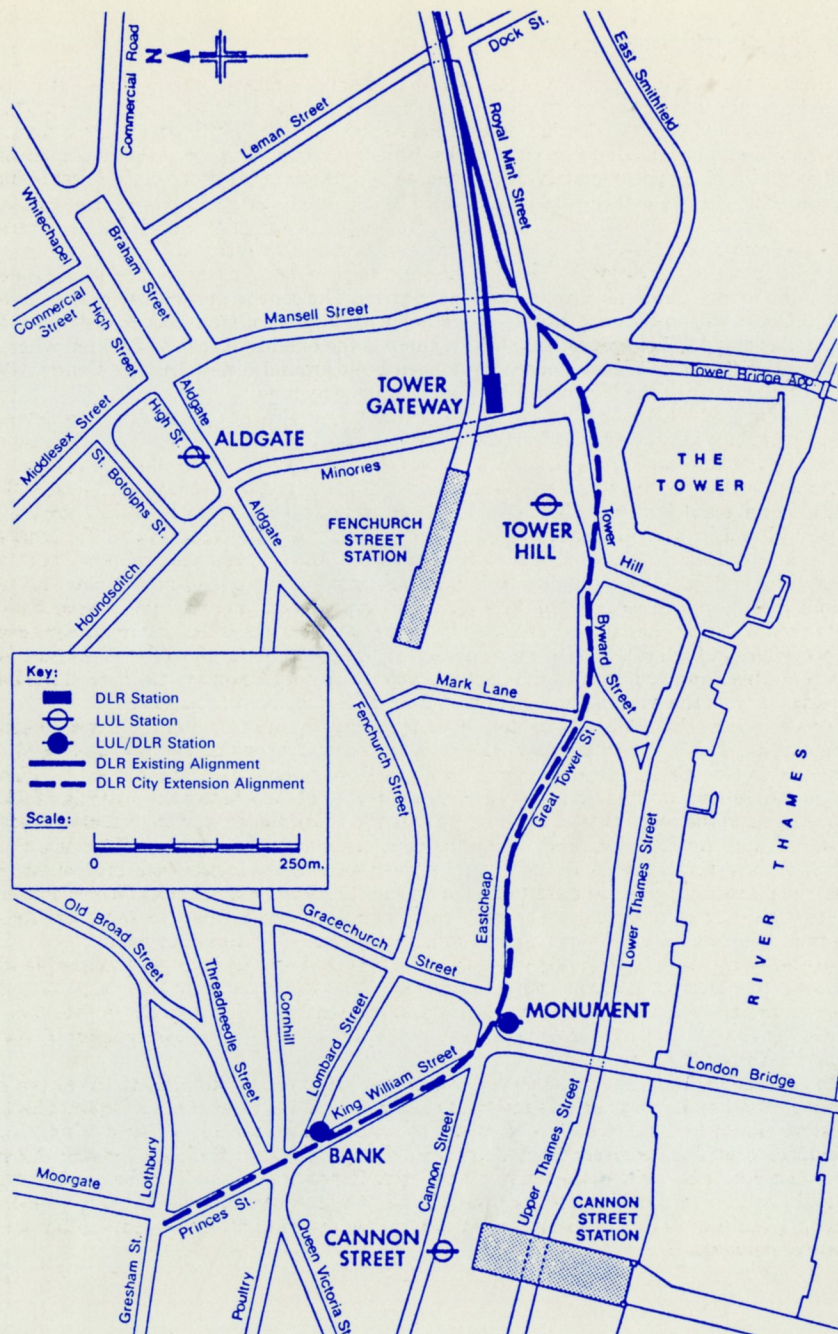 Commercial Road
N
Dock St.
East Smithfield
Leman Street
Royal Mint Street
Whitechapel
High Street
Braham Street
Commercial
Street
Mansell Street
Tower Bridge App.
TOWER
GATEWAY
Middlesex Street
Aldgate
High St.
ALDGATE
St. Botolphs St.
Minories
THE
TOWER
Aldgate
FENCHURCH
STREET
STATION
TOWER
HILL
Tower
Hill
Houndsditch
Byward Street
Mark Lane
Key:
DLR Station
LUL Station
LUL/DLR Station
DLR Existing Alignment
DLR City Extension Alignment
Scale:
0
250m.
Fenchurch Street
Great Tower St.
RIVER THAMES
Lower Thames Street
Eastcheap
Old Broad Street
Gracechurch
Street
Threadneedle Street
Cornhill
Lombard Street
MONUMENT
King William Street
London Bridge
BANK
Cannon Street
Upper Thames Street
Lothbury
Moorgate
Princes St.
CANNON
STREET
CANNON
STREET
STATION
Gresham St.
Poultry
Queen Victoria St.